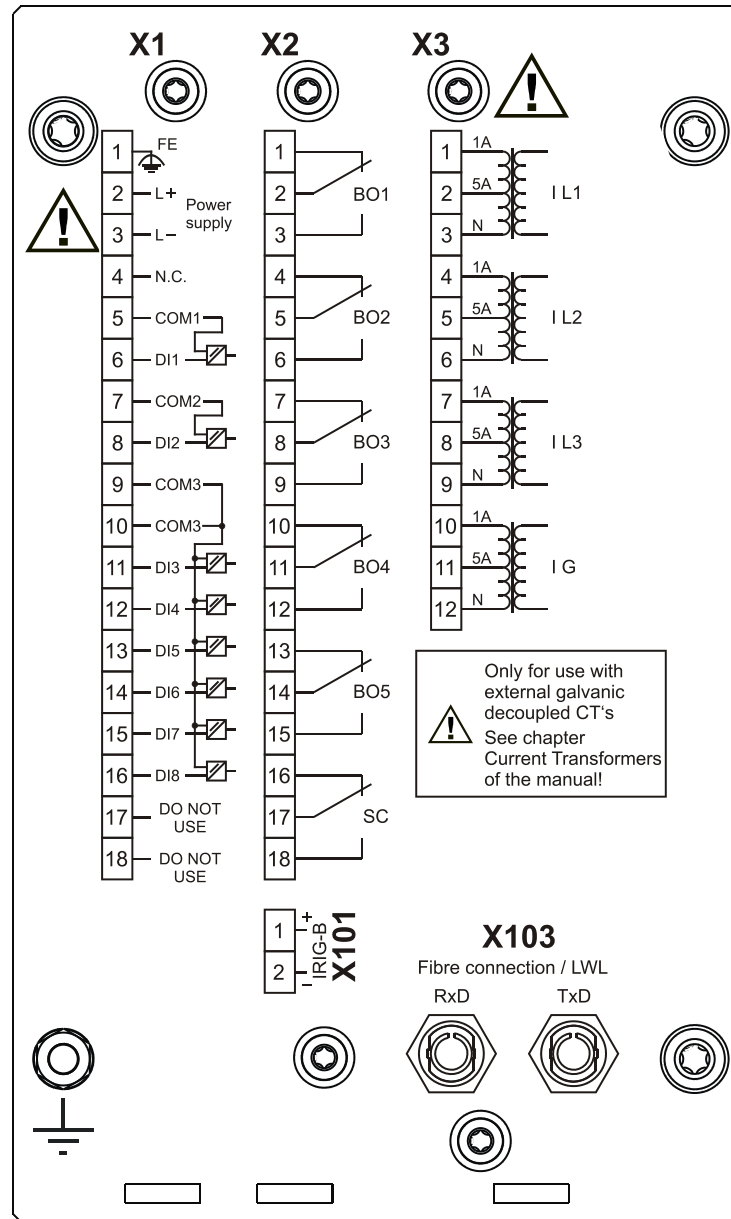 X1
X2
X3
1 FE
2 L+
Power
supply
3 L−
4 N.C.
5 COM1
6 DI1
7 COM2
8 DI2
9 COM3
10 COM3
11 DI3
12 DI4
13 DI5
14 DI6
15 DI7
16 DI8
17 DO NOT
USE
18 DO NOT
USE
1
2 BO1
3
4
5 BO2
6
7
8 BO3
9
10
11 BO4
12
13
14 BO5
15
16
17 SC
18
1 1A
2 5A I L1
3 N
4 1A
5 5A I L2
6 N
7 1A
8 5A I L3
9 N
10 1A
11 5A I G
12 N
!
!
!
Only for use with
external galvanic
decoupled CT‘s
See chapter
Current Transformers
of the manual!
1 +
2 −
IRIG-B
X101
X103
Fibre connection / LWL
RxD TxD